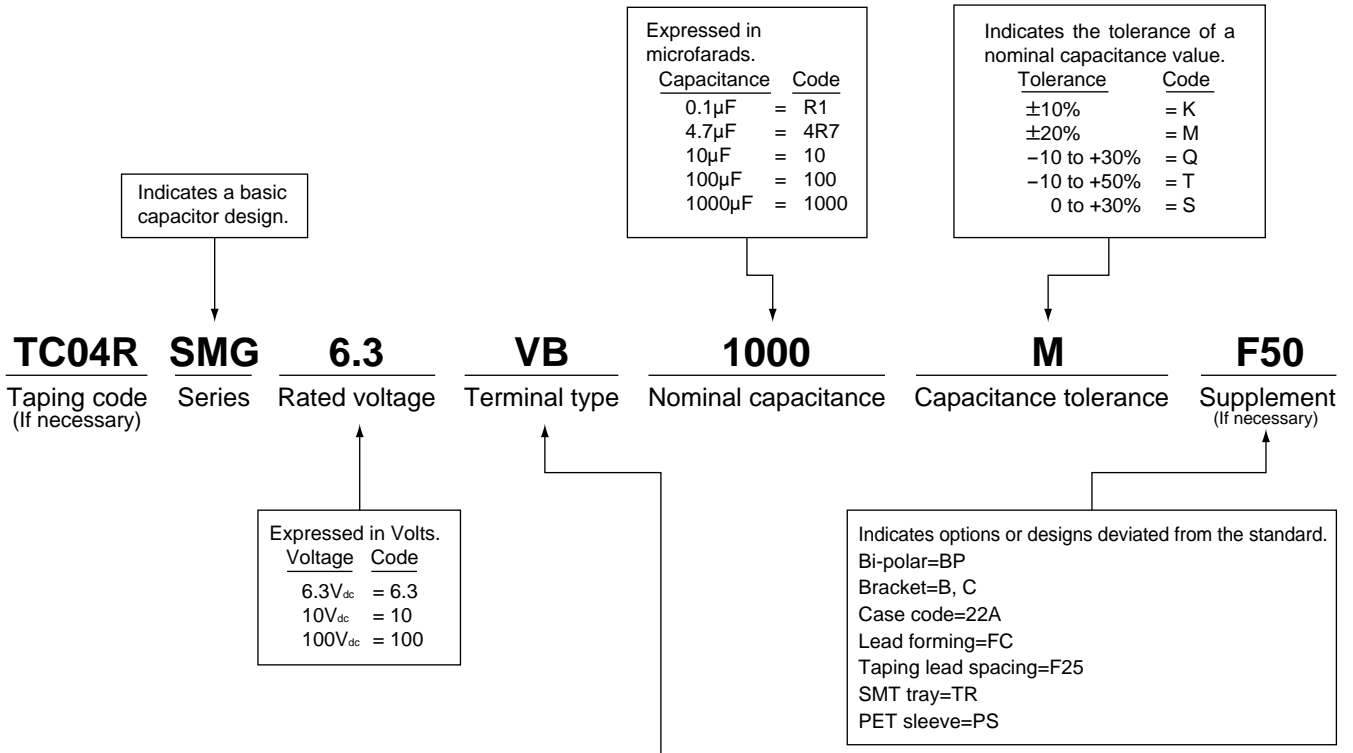 Expressed in
microfarads.
Capacitance Code
0.1µF = R1
4.7µF = 4R7
10µF = 10
100µF = 100
1000µF = 1000
Indicates the tolerance of a
nominal capacitance value.
Tolerance Code
±10% = K
±20% = M
−10 to +30% = Q
−10 to +50% = T
0 to +30% = S
Indicates a basic
capacitor design.
TC04R SMG 6.3 VB 1000 M F50
Taping code Series Rated voltage Terminal type Nominal capacitance Capacitance tolerance Supplement
(If necessary) (If necessary)
Expressed in Volts.
Voltage Code
6.3Vdc = 6.3
10Vdc = 10
100Vdc = 100
Indicates options or designs deviated from the standard.
Bi-polar=BP
Bracket=B, C
Case code=22A
Lead forming=FC
Taping lead spacing=F25
SMT tray=TR
PET sleeve=PS